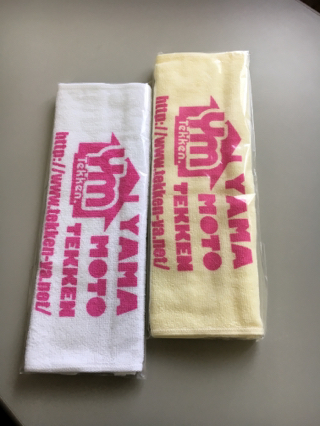 YAMA
MOTO
TEKKEN
Ym
Tekken.
http://www.tekken-ya.net/
YAMA
MOTO
TEKKEN
Ym
Tekken.
http://www.tekken-ya.net/